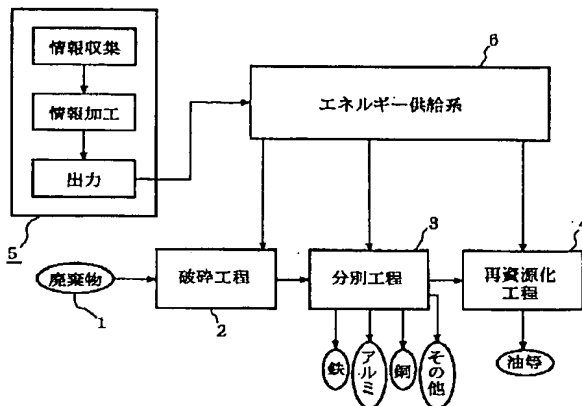 情報収集
6
情報加工
エネルギー供給系
出力
5
3
4
廃棄物
破砕工程
分別工程
再資源化
工程
1
2
鉄
アルミ
銅
その他
油等